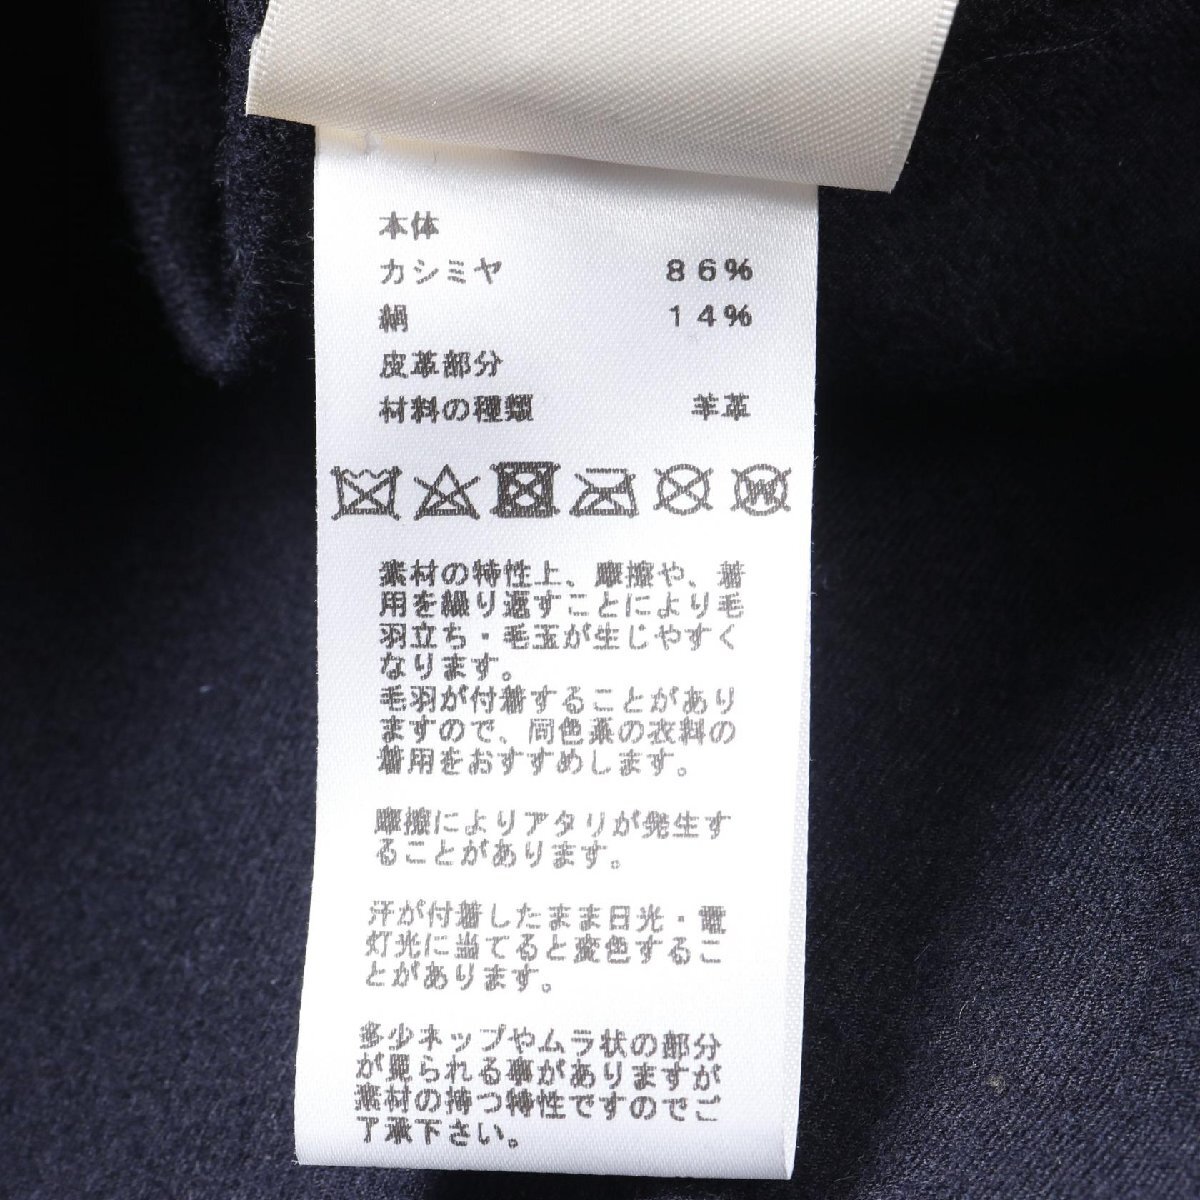 本体
カシミヤ 86%
絹 14%
皮革部分
材料の種類 羊革
W
素材の特性上、摩擦や、着
用を繰り返すことにより毛
羽立ち・毛玉が生じやすく
なります。
毛羽が付着することがあり
ますので、同色系の衣料の
着用をおすすめします。
摩擦によりアタリが発生す
ることがあります。
汗が付着したまま日光・電
灯光に当てると変色するこ
とがあります。
多少ネップやムラ状の部分
が見られる事がありますが
素材の持つ特性ですのでご
了承下さい。